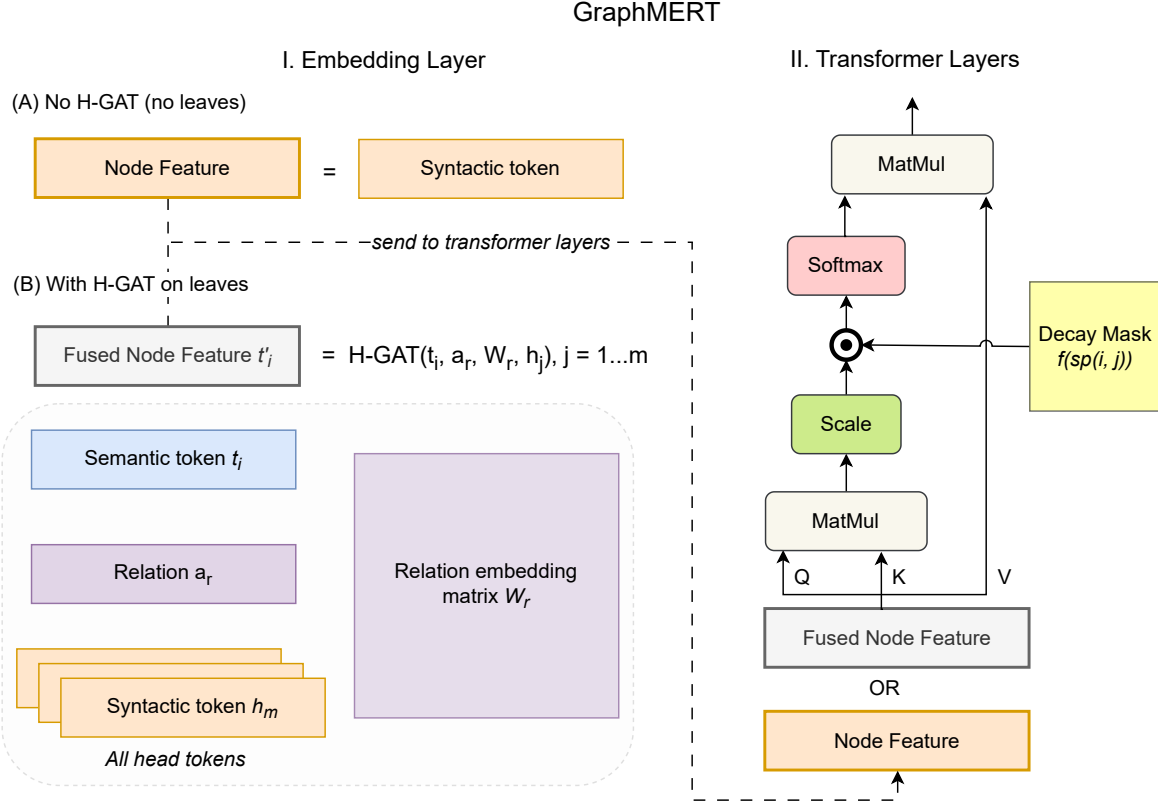 GraphMERT
I. Embedding Layer
(A) No H-GAT (no leaves)
Node Feature
=
Syntactic token
send to transformer layers
(B) With H-GAT on leaves
Fused Node Feature t'i
= H-GAT(ti, ar, Wr, hj), j = 1...m
Semantic token ti
Relation ar
Relation embedding
matrix Wr
Syntactic token hm
All head tokens
II. Transformer Layers
MatMul
Softmax
Decay Mask
f(sp(i, j))
Scale
MatMul
Q
K
V
Fused Node Feature
OR
Node Feature